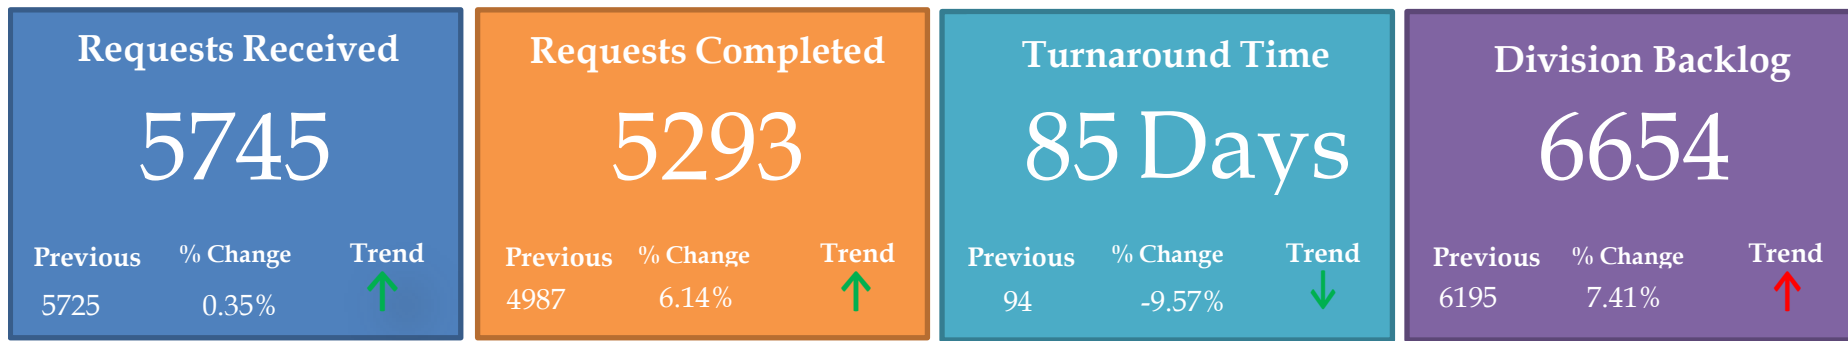 Requests Received
5745
Previous % Change Trend
5725 0.35%
Requests Completed
5293
Previous % Change Trend
4987 6.14%
Turnaround Time
85 Days
Previous % Change Trend
94 -9.57%
Division Backlog
6654
Previous % Change Trend
6195 7.41%